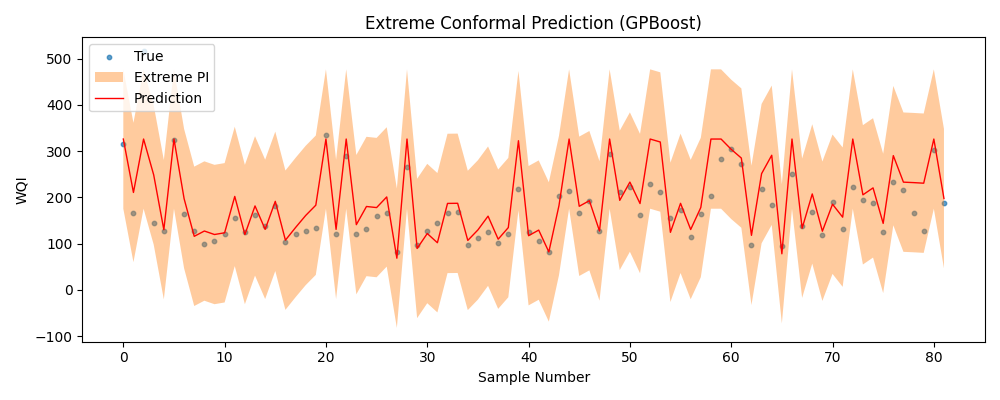 Extreme Conformal Prediction (GPBoost)
True
Extreme PI
Prediction
WQI
500
400
300
200
100
0
−100
0 10 20 30 40 50 60 70 80
Sample Number